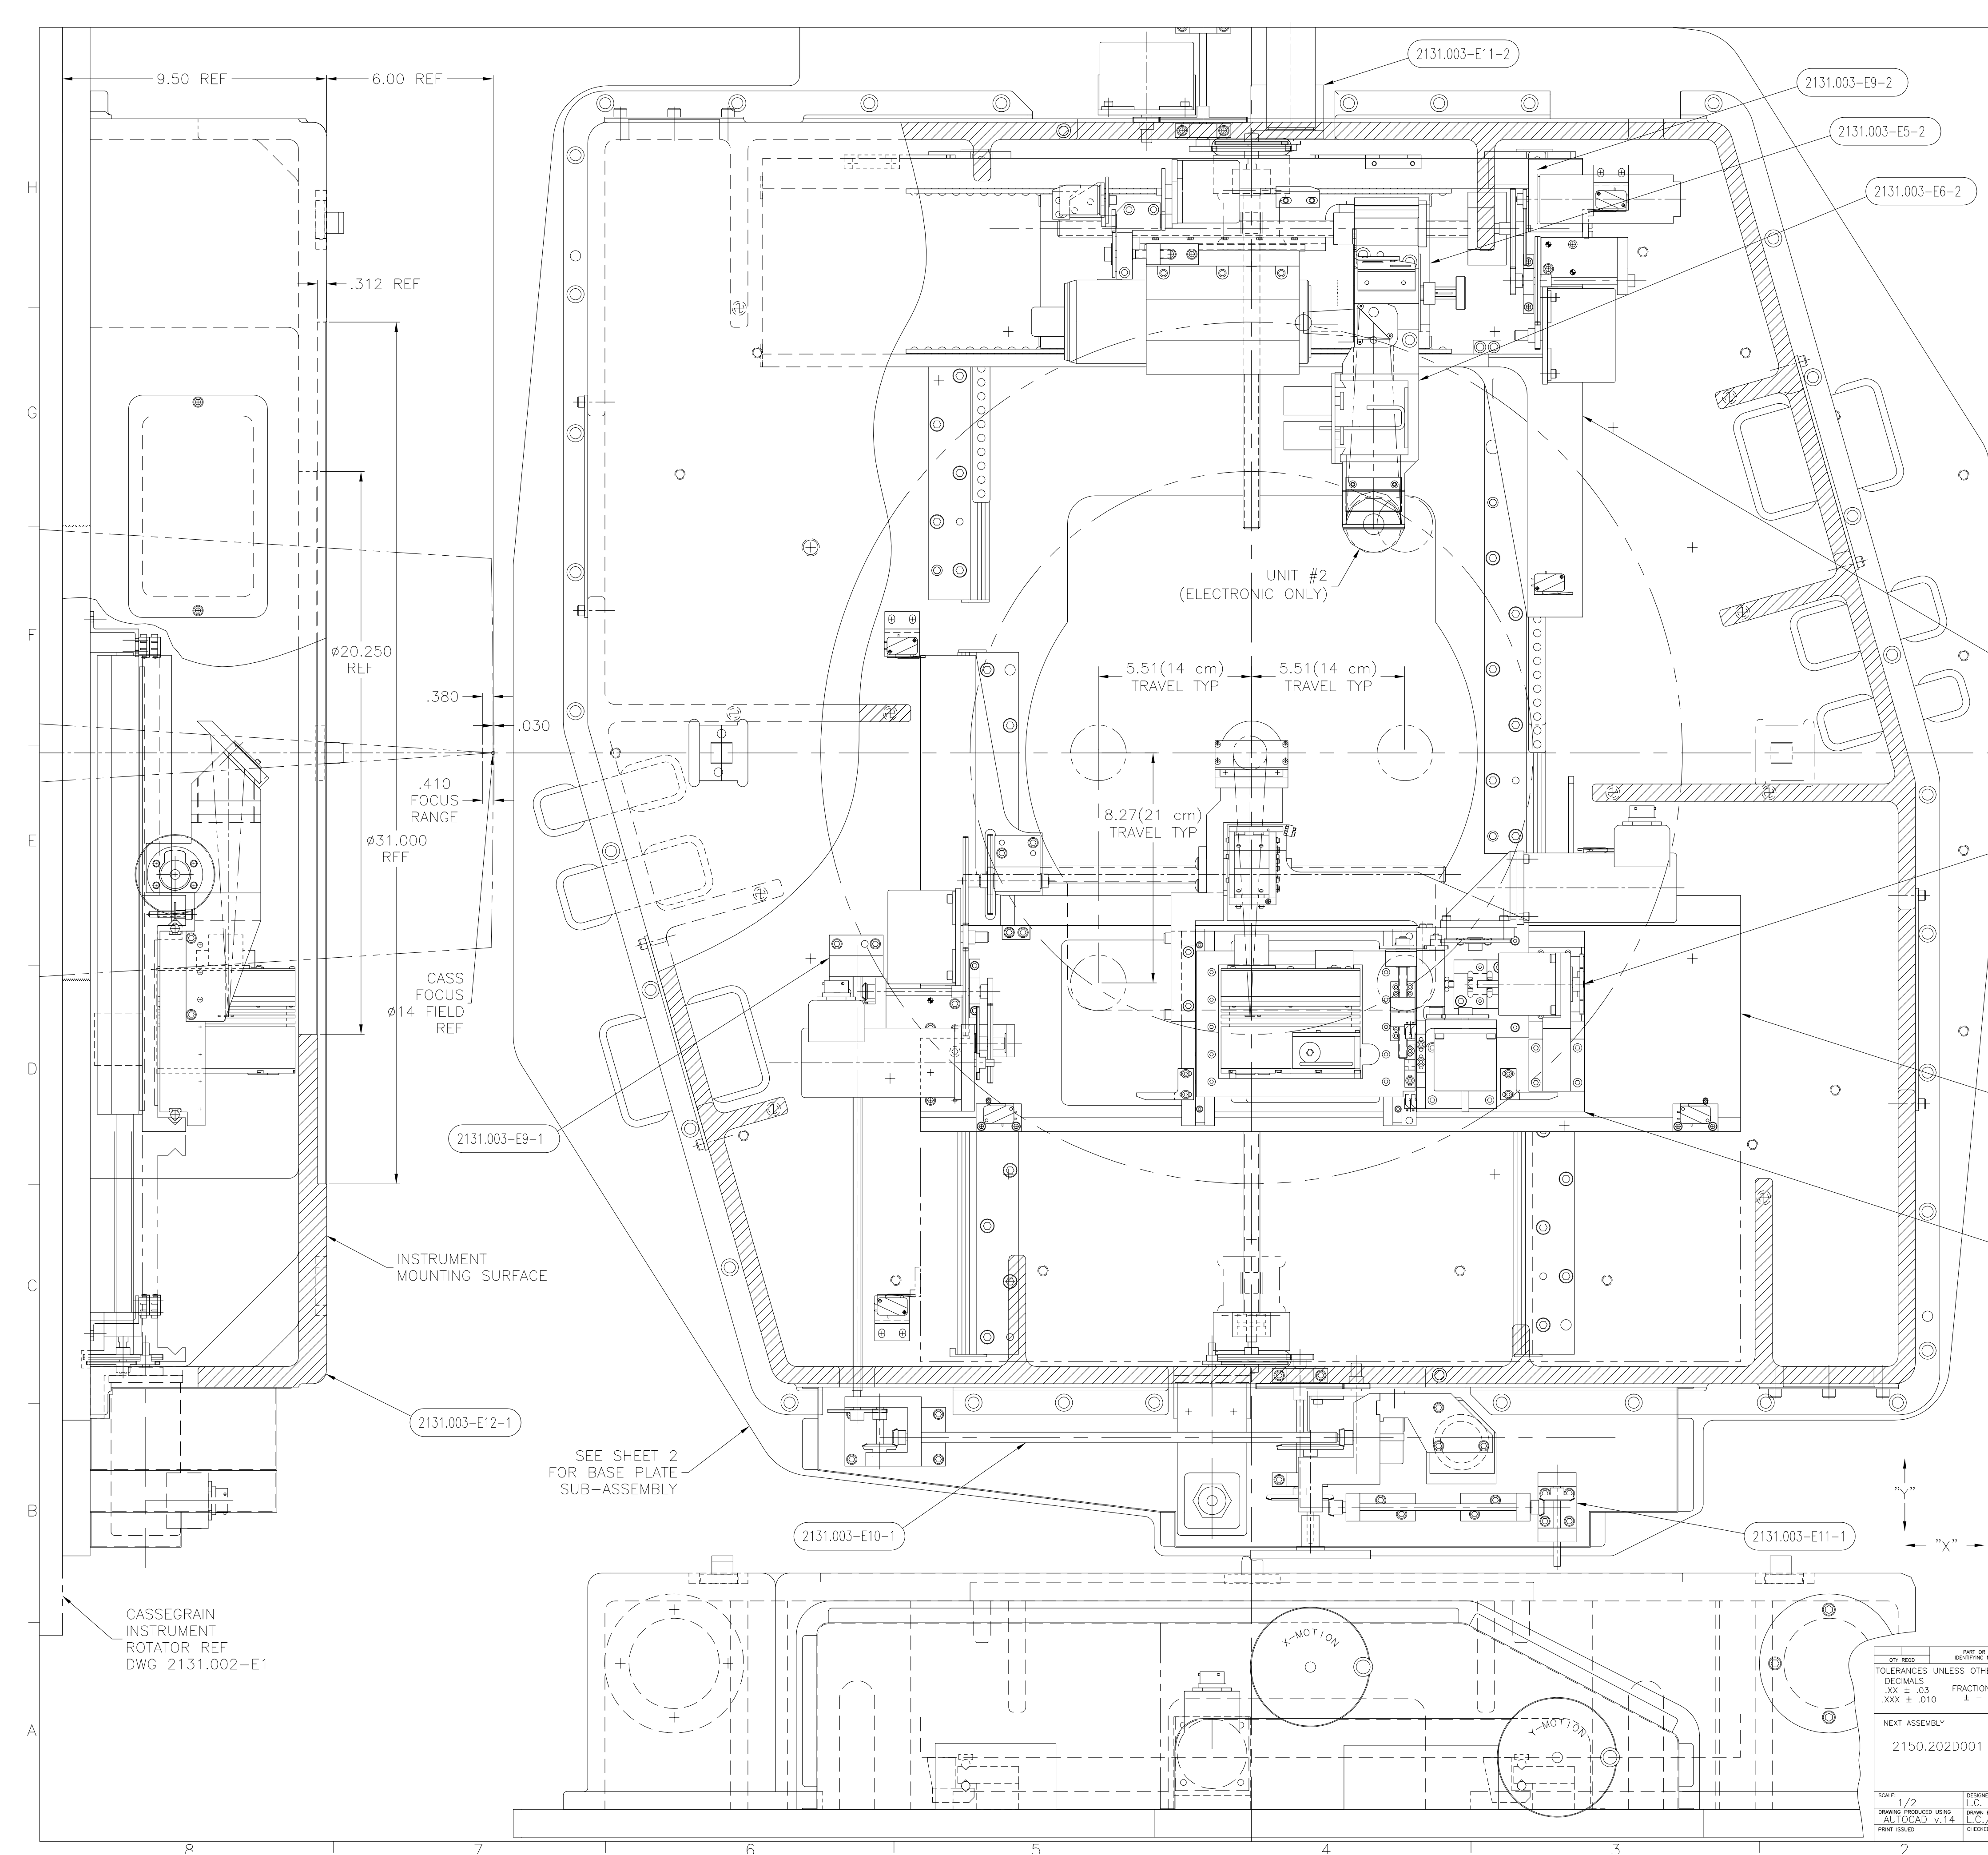 2131.003-E11-2
2131.003-E9-2
2131.003-E5-2
2131.003-E6-2
9.50 REF
6.00 REF
H
.312 REF
G
UNIT #2
(ELECTRONIC ONLY)
F
ø20.250
REF
5.51(14 cm)
TRAVEL TYP
5.51(14 cm)
TRAVEL TYP
.380
.030
.410
FOCUS
RANGE
E
ø31.000
REF
8.27(21 cm)
TRAVEL TYP
CASS
FOCUS
ø14 FIELD
REF
D
2131.003-E9-1
INSTRUMENT
MOUNTING SURFACE
C
2131.003-E12-1
SEE SHEET 2
FOR BASE PLATE
SUB-ASSEMBLY
B
2131.003-E10-1
2131.003-E11-1
"Y"
"X"
CASSEGRAIN
INSTRUMENT
ROTATOR REF
DWG 2131.002-E1
X-MOTION
Y-MOTION
A
QTY REQD
PART OR
IDENTIFYING
TOLERANCES UNLESS
DECIMALS
.XX ± .03
.XXX ± .010
± -
NEXT ASSEMBLY
2150.202D001
SCALE:
1/2
L.C.
DRAWING PRODUCED USING
AUTOCAD v.14
DRAWN
L.C.
PRINT ISSUED
8
7
6
5
4
3
2